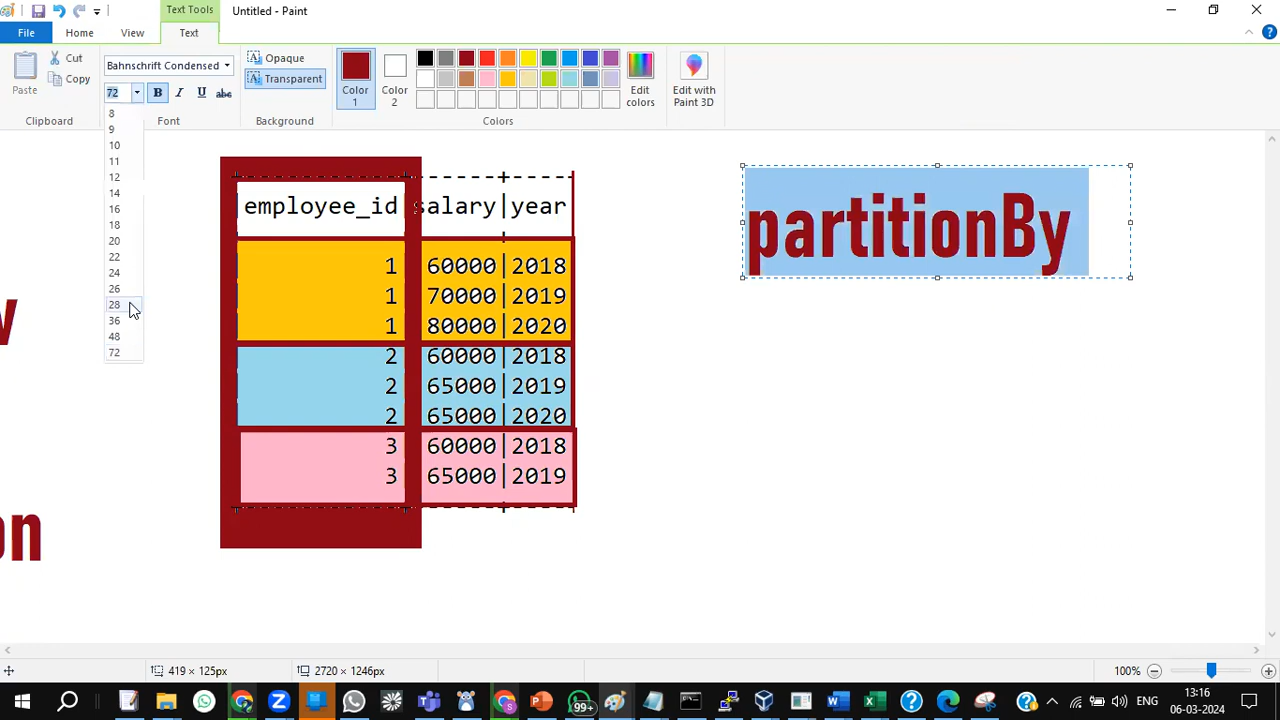 Text Tools
Untitled - Paint
File
Home
View
Text
Paste
Cut
Copy
Clipboard
Bahnschrift Condensed
72
B
I
U
abc
Font
8
9
10
11
12
14
16
18
20
22
24
26
28
36
48
72
Opaque
Transparent
Background
Color 1
Color 2
Edit colors
Edit with Paint 3D
Colors
employee_id|salary|year
1|60000|2018
1|70000|2019
1|80000|2020
2|60000|2018
2|65000|2019
2|65000|2020
3|60000|2018
3|65000|2019
partitionBy
y
on
419 × 125px
2720 × 1246px
100%
99+
ENG
13:16
06-03-2024